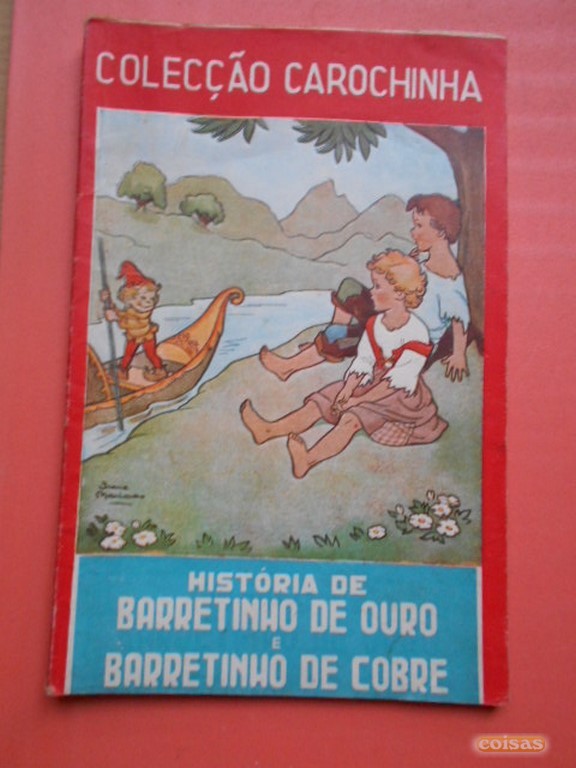 COLECÇÃO CAROCHINHA
HISTÓRIA DE
BARRETINHO DE OURO
E
BARRETINHO DE COBRE
coisas